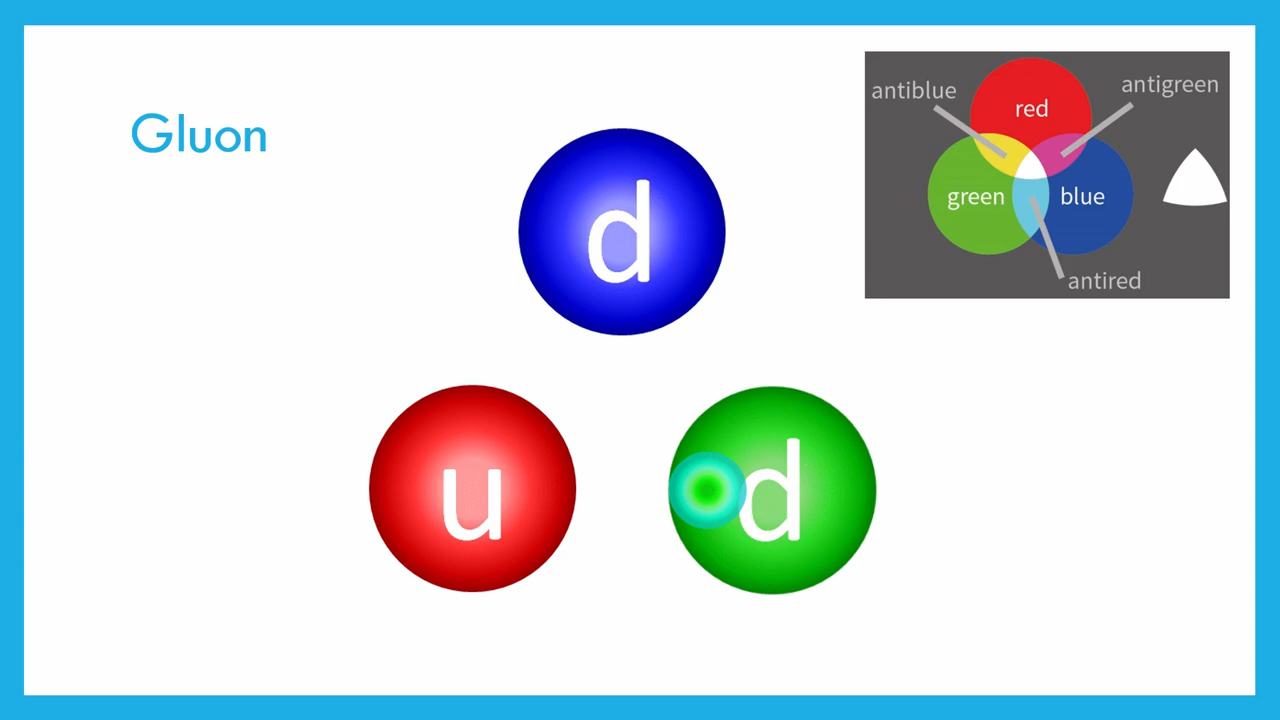 Gluon
d
u
d
antiblue
antigreen
red
green
blue
antired